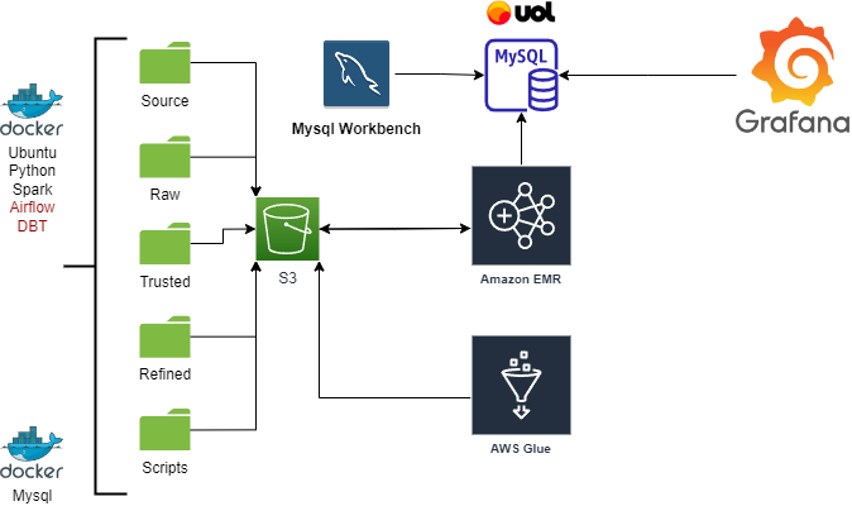 uol
MySQL
Mysql Workbench
Grafana
docker
Ubuntu
Python
Spark
Airflow
DBT
Source
Raw
Trusted
Refined
Scripts
S3
Amazon EMR
AWS Glue
docker
Mysql